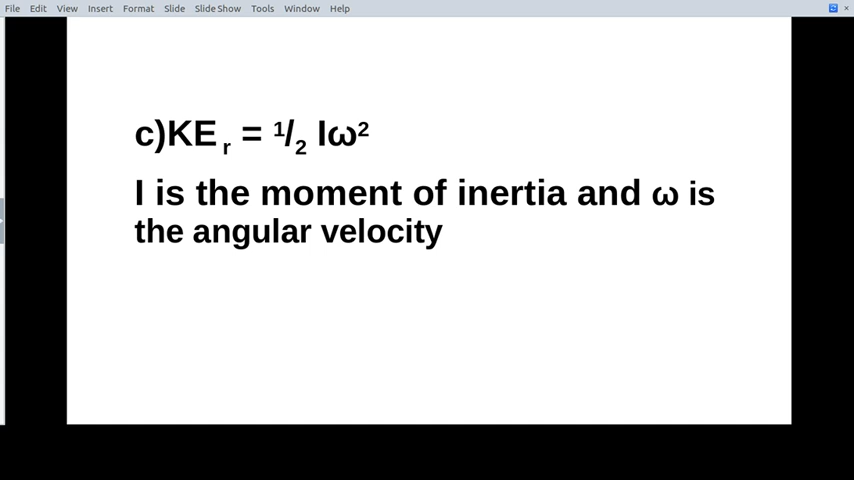 File Edit View Insert Format Slide Slide Show Tools Window Help
c)KE r = 1/2 Iω²
I is the moment of inertia and ω is
the angular velocity